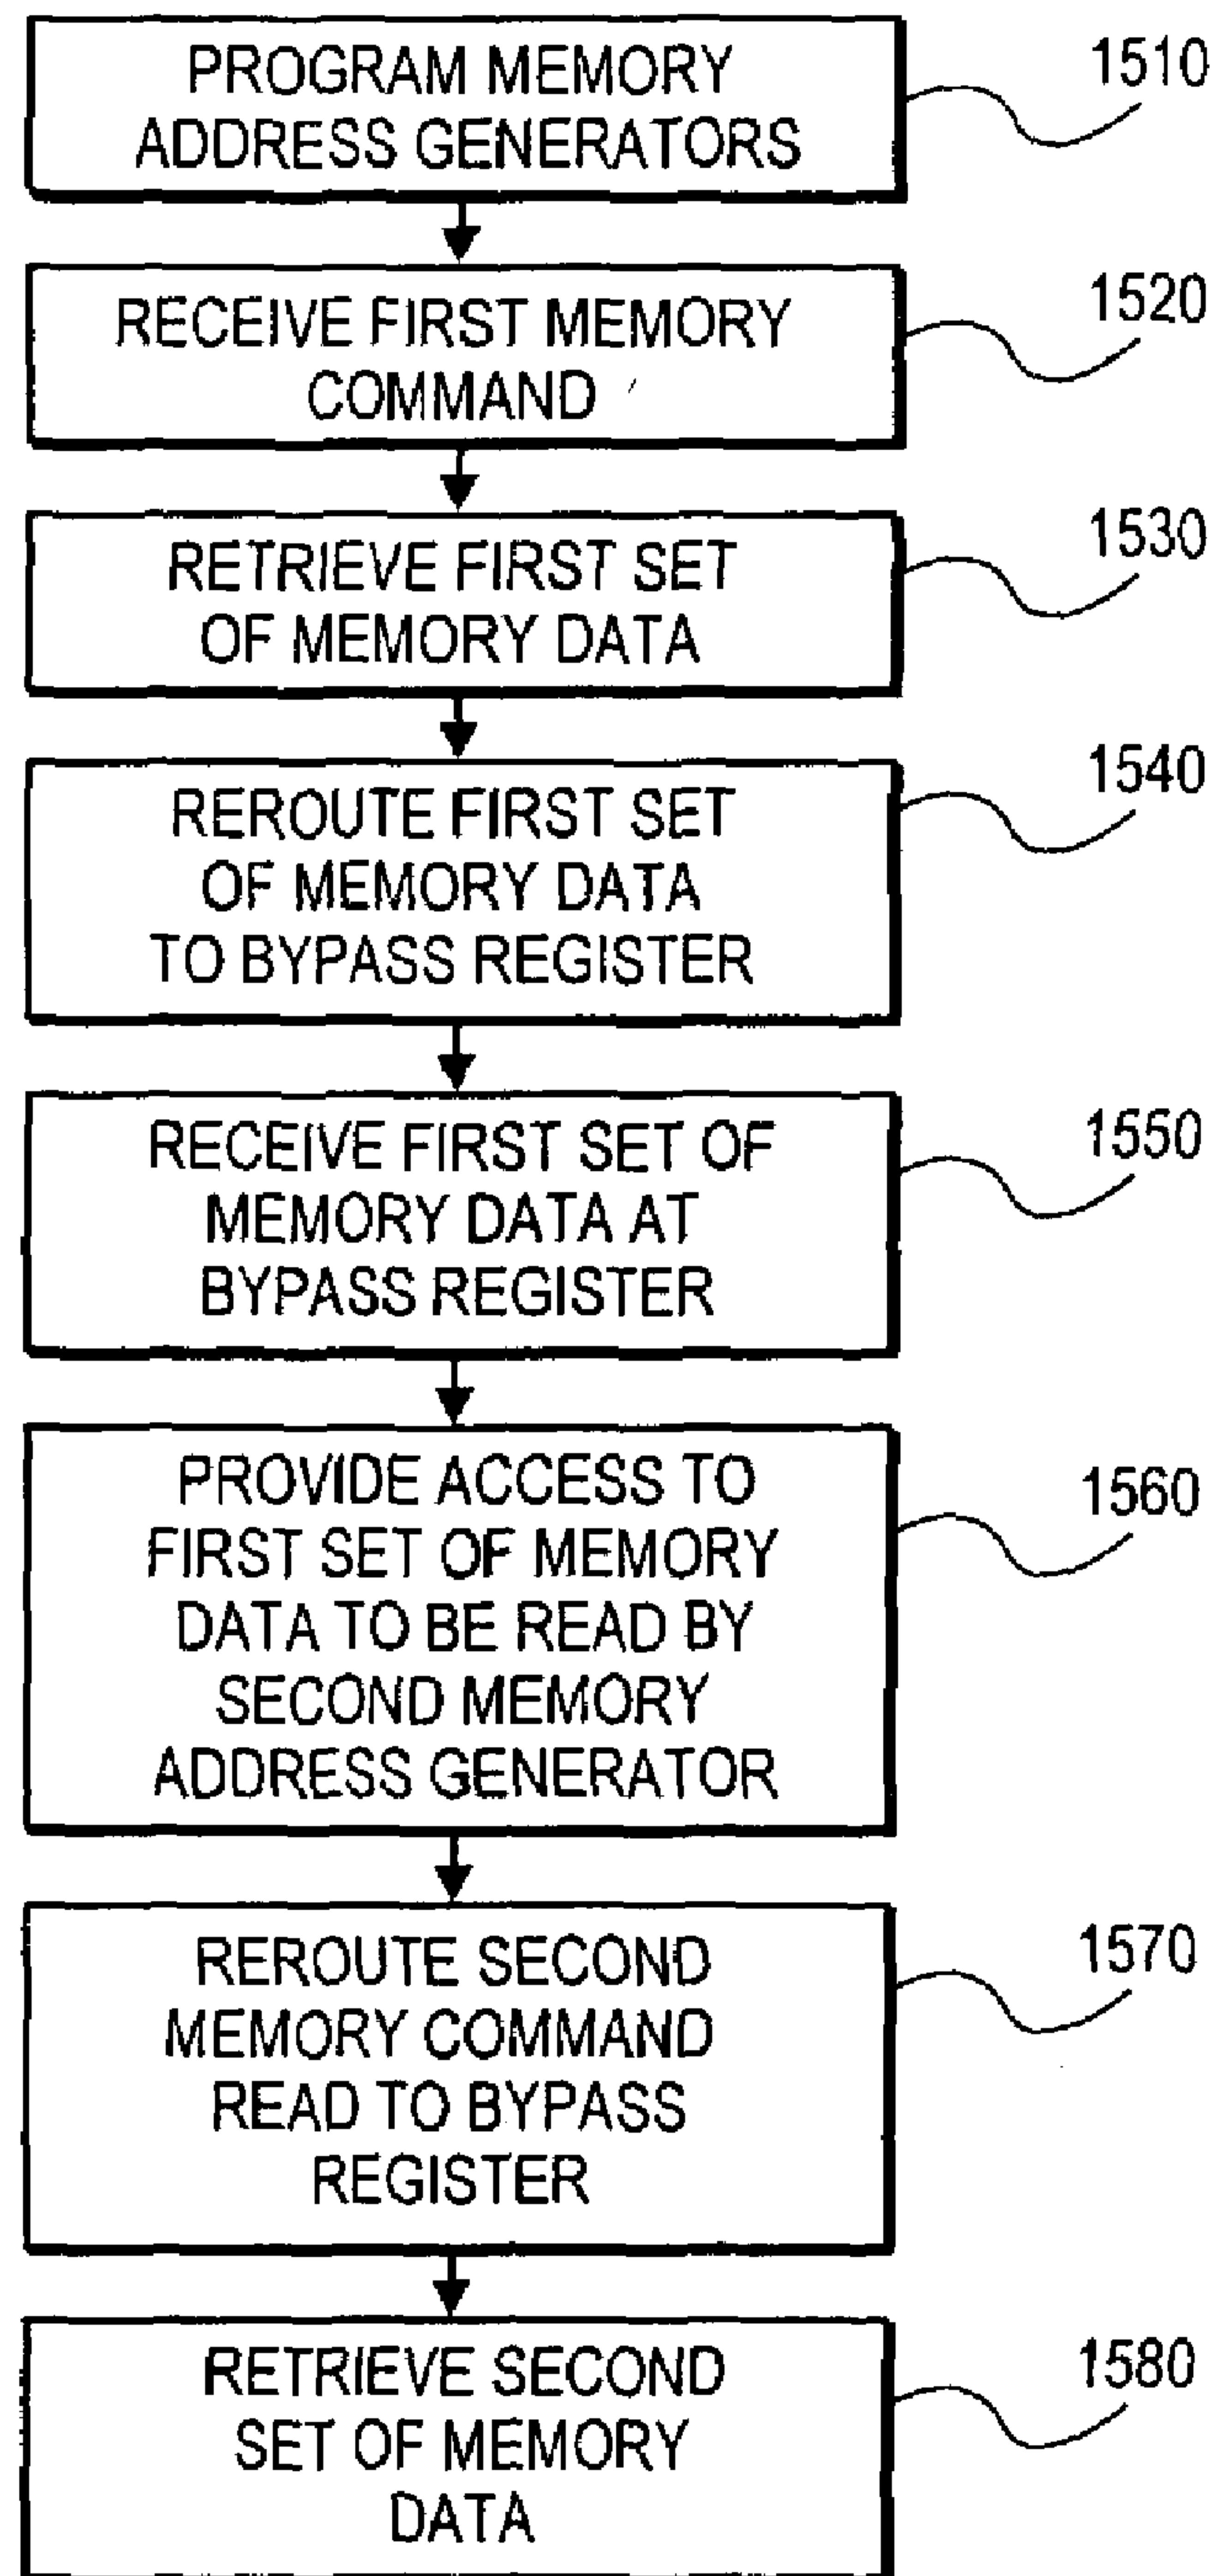 PROGRAM MEMORY
ADDRESS GENERATORS
1510
RECEIVE FIRST MEMORY
COMMAND
1520
RETRIEVE FIRST SET
OF MEMORY DATA
1530
REROUTE FIRST SET
OF MEMORY DATA
TO BYPASS REGISTER
1540
RECEIVE FIRST SET OF
MEMORY DATA AT
BYPASS REGISTER
1550
PROVIDE ACCESS TO
FIRST SET OF MEMORY
DATA TO BE READ BY
SECOND MEMORY
ADDRESS GENERATOR
1560
REROUTE SECOND
MEMORY COMMAND
READ TO BYPASS
REGISTER
1570
RETRIEVE SECOND
SET OF MEMORY
DATA
1580